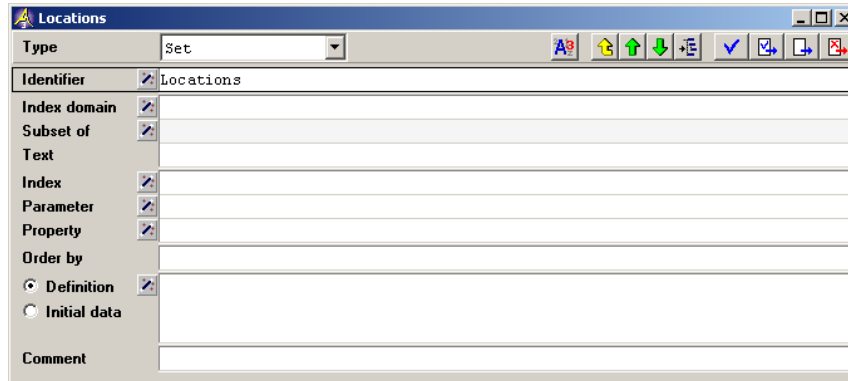 Locations
Type Set
Identifier Locations
Index domain
Subset of
Text
Index
Parameter
Property
Order by
Definition
Initial data
Comment